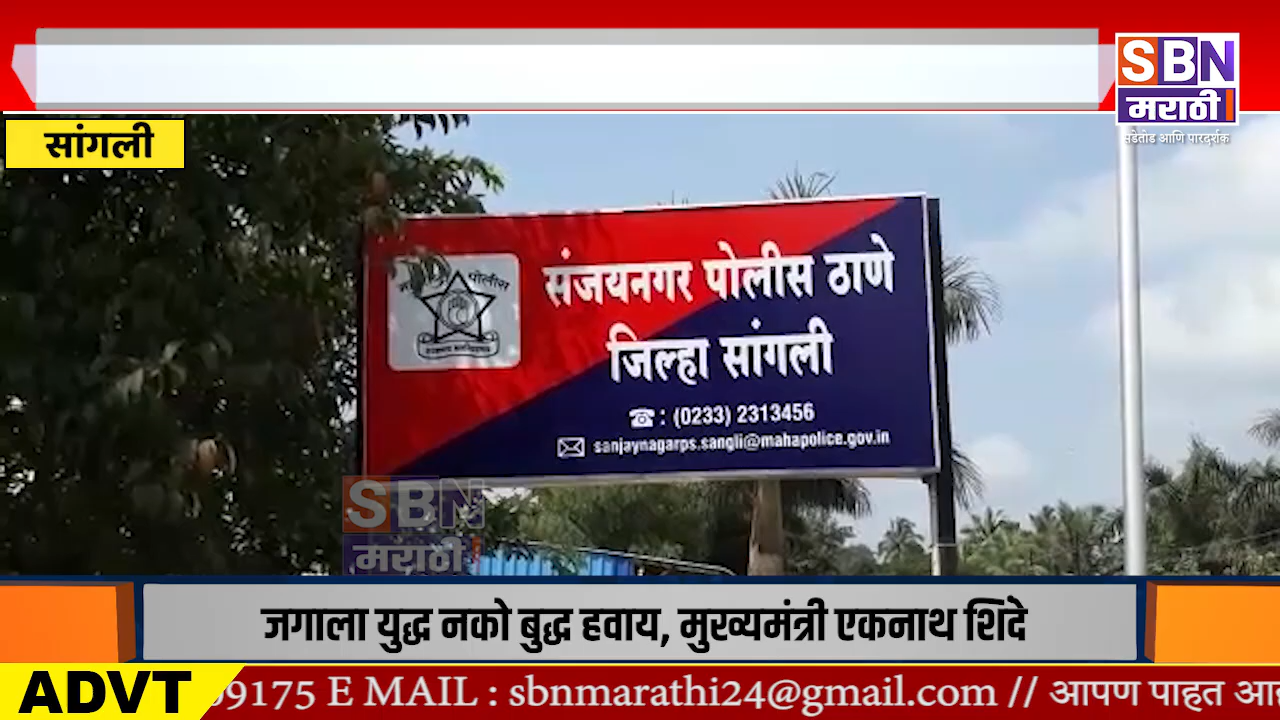 SBN
मराठी
सडेतोड आणि पारदर्शक
सांगली
पोलीस
संजयनगर पोलीस ठाणे
जिल्हा सांगली
☎ : (0233) 2313456
sanjaynagarps.sangli@mahapolice.gov.in
SBN
मराठी
जगाला युद्ध नको बुद्ध हवाय, मुख्यमंत्री एकनाथ शिंदे
ADVT 09175 E MAIL : sbnmarathi24@gmail.com // आपण पाहत